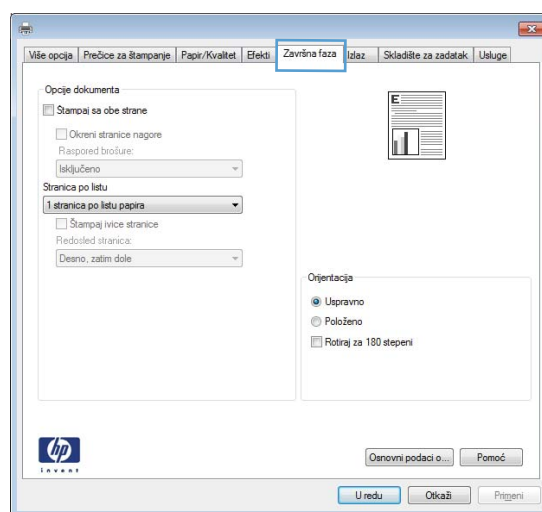 Više opcija Prečice za štampanje Papir/Kvalitet Efekti Završna faza Izlaz Skladište za zadatak Usluge
Opcije dokumenta
Štampaj sa obe strane
Okreni stranice nagore
Raspored brošure:
Isključeno
Stranica po listu
1 stranica po listu papira
Štampaj ivice stranice
Redosled stranica:
Desno, zatim dole
E
Orijentacija
Uspravno
Položeno
Rotiraj za 180 stepeni
hp
invent
Osnovni podaci o... Pomoć
U redu Otkaži Primeni